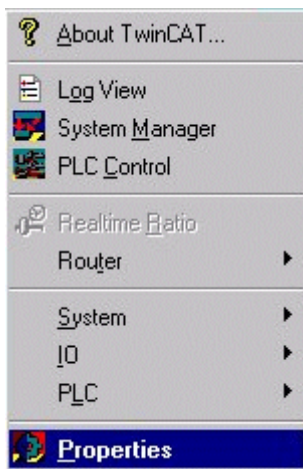 About TwinCAT...
Log View
System Manager
PLC Control
Realtime Ratio
Router
System
IO
PLC
Properties